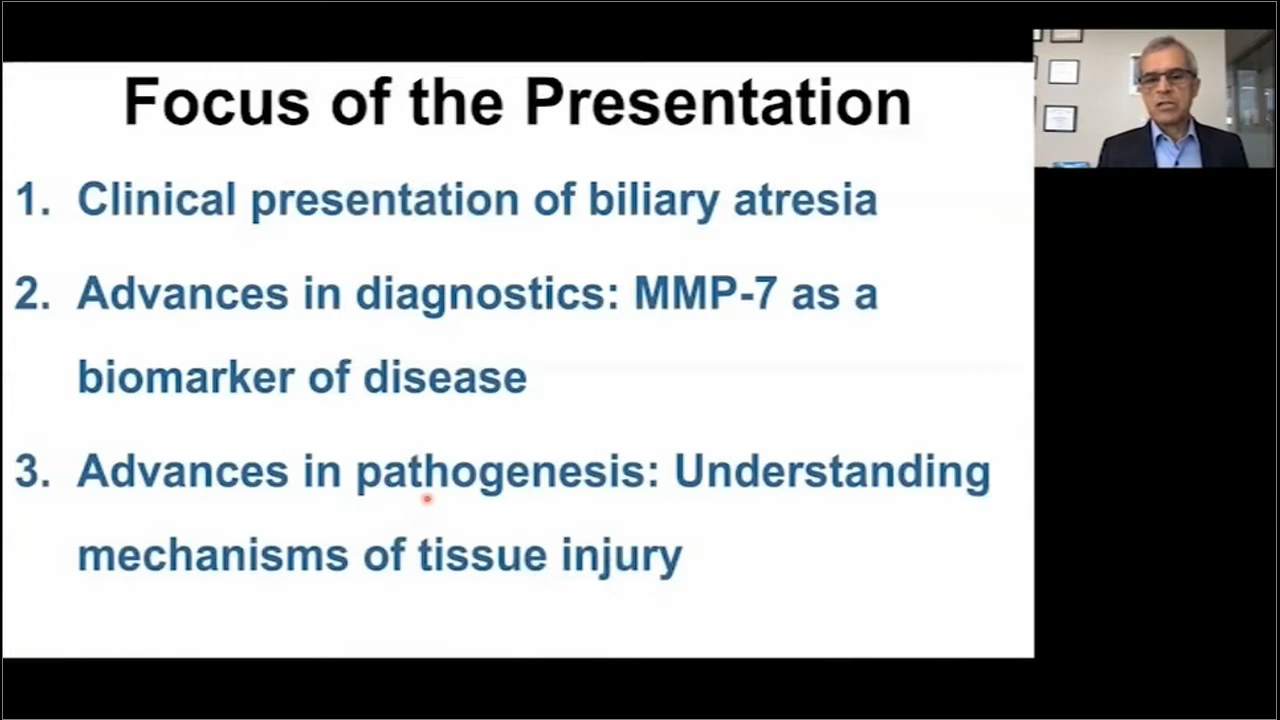 Focus of the Presentation
1. Clinical presentation of biliary atresia
2. Advances in diagnostics: MMP-7 as a
biomarker of disease
3. Advances in pathogenesis: Understanding
mechanisms of tissue injury